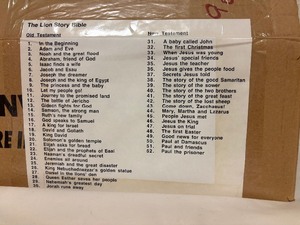 The Lion Story Bible
Old Testament
1. In the Beginning
2. Adam and Eve
3. Noah and the great flood
4. Abraham, friend of God
5. Isaac finds a wife
6. Jacob and Esau
7. Joseph the dreamer
8. Joseph and the king of Egypt
9. The princess and the baby
10. Let my people go!
11. Journey to the promised land
12. The battle of Jericho
13. Gideon fights for God
14. Samson, the strong man
15. Ruth's new family
16. God speaks to Samuel
17. A king for Israel
18. David and Goliath
19. King David
20. Solomon's golden temple
21. Elijah asks for bread
22. Elijah and the prophets of Baal
23. Naaman's dreadful secret
24. Enemies all around
25. Jeremiah and the great disaster
26. King Nebuchadnezzar's golden statue
27. Daniel in the lions' den
28. Queen Esther saves her people
29. Nehemiah's greatest day
30. Jonah runs away
New Testament
31. A baby called John
32. The first Christmas
33. When Jesus was young
34. Jesus' special friends
35. Jesus the teacher
36. Jesus gives the people food
37. Secrets Jesus told
38. The story of the good Samaritan
39. The story of the sower
40. The story of the two brothers
41. The story of the great feast
42. The story of the lost sheep
43. Come down, Zacchaeus!
44. Mary, Martha and Lazarus
45. People Jesus met
46. Jesus the King
47. Jesus on trial
48. The first Easter
49. Good news for everyone
50. Paul at Damascus
51. Paul and friends
52. Paul the prisoner